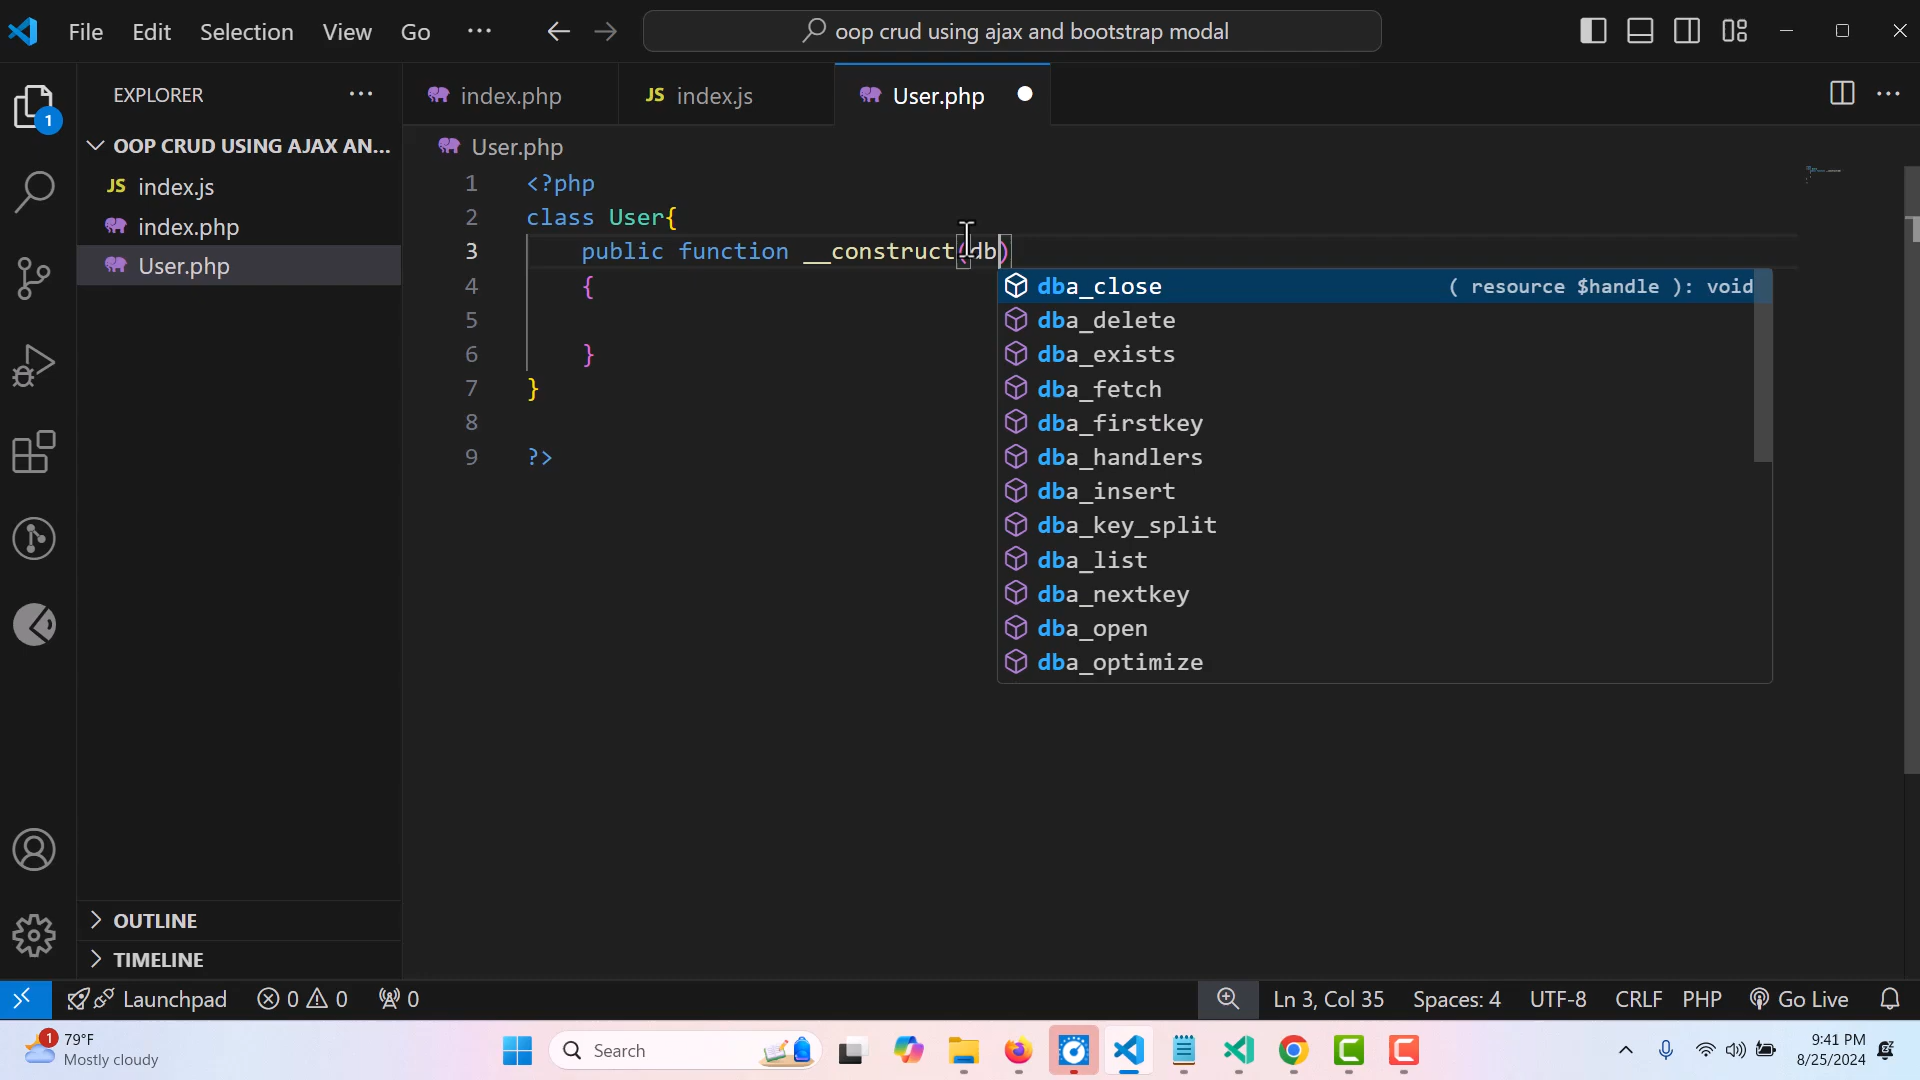 File Edit Selection View Go ··· oop crud using ajax and bootstrap modal
1
EXPLORER ···
OOP CRUD USING AJAX AN...
JS index.js
index.php
User.php
OUTLINE
TIMELINE
index.php JS index.js User.php
User.php
1 <?php
2 class User{
3 public function __construct(db)
4 {
5
6 }
7 }
8
9 ?>
dba_close ( resource $handle ): void
dba_delete
dba_exists
dba_fetch
dba_firstkey
dba_handlers
dba_insert
dba_key_split
dba_list
dba_nextkey
dba_open
dba_optimize
Launchpad 0 0 0 Ln 3, Col 35 Spaces: 4 UTF-8 CRLF PHP Go Live
1 79°F
Mostly cloudy
Search
9:41 PM
8/25/2024